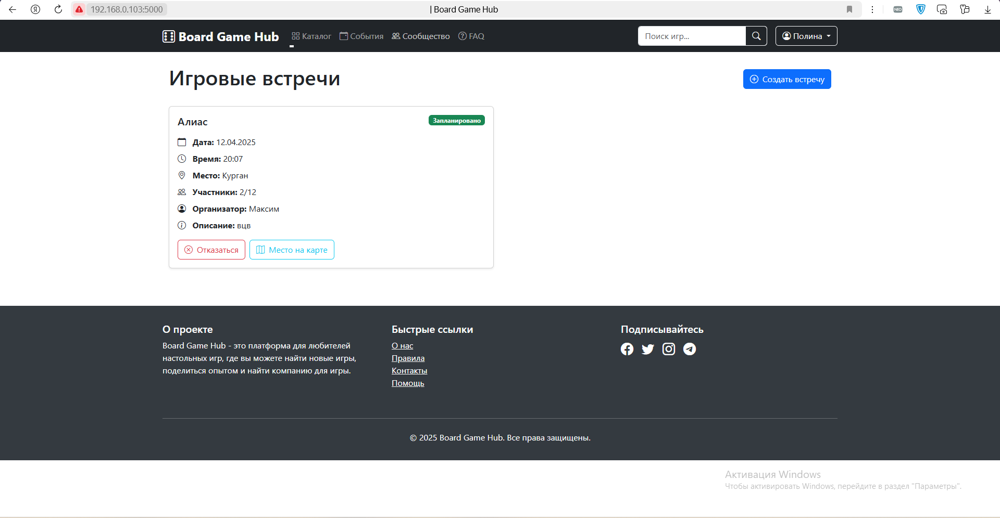 192.168.0.103:5000
| Board Game Hub
NEO
Board Game Hub
Каталог
События
Сообщество
FAQ
Поиск игр...
Полина
Игровые встречи
Создать встречу
Алиас
Запланировано
Дата: 12.04.2025
Время: 20:07
Место: Курган
Участники: 2/12
Организатор: Максим
Описание: вцв
Отказаться
Место на карте
О проекте
Board Game Hub - это платформа для любителей
настольных игр, где вы можете найти новые игры,
поделиться опытом и найти компанию для игры.
Быстрые ссылки
О нас
Правила
Контакты
Помощь
Подписывайтесь
© 2025 Board Game Hub. Все права защищены.
Активация Windows
Чтобы активировать Windows, перейдите в раздел "Параметры".